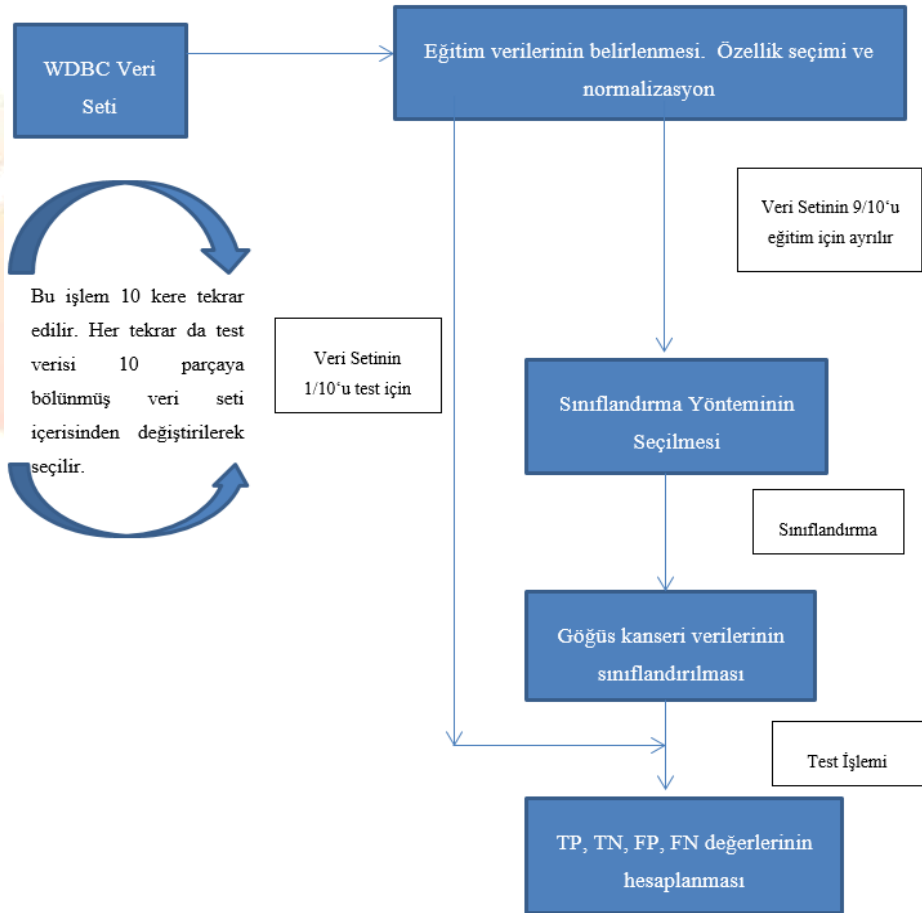 WDBC Veri
Seti
Eğitim verilerinin belirlenmesi.  Özellik seçimi ve
normalizasyon
Veri Setinin 9/10‘u
eğitim için ayrılır
Bu işlem 10 kere tekrar
edilir. Her tekrar da test
verisi 10 parçaya
bölünmüş veri seti
içerisinden değiştirilerek
seçilir.
Veri Setinin
1/10‘u test için
Sınıflandırma Yönteminin
Seçilmesi
Sınıflandırma
Göğüs kanseri verilerinin
sınıflandırılması
Test İşlemi
TP, TN, FP, FN değerlerinin
hesaplanması